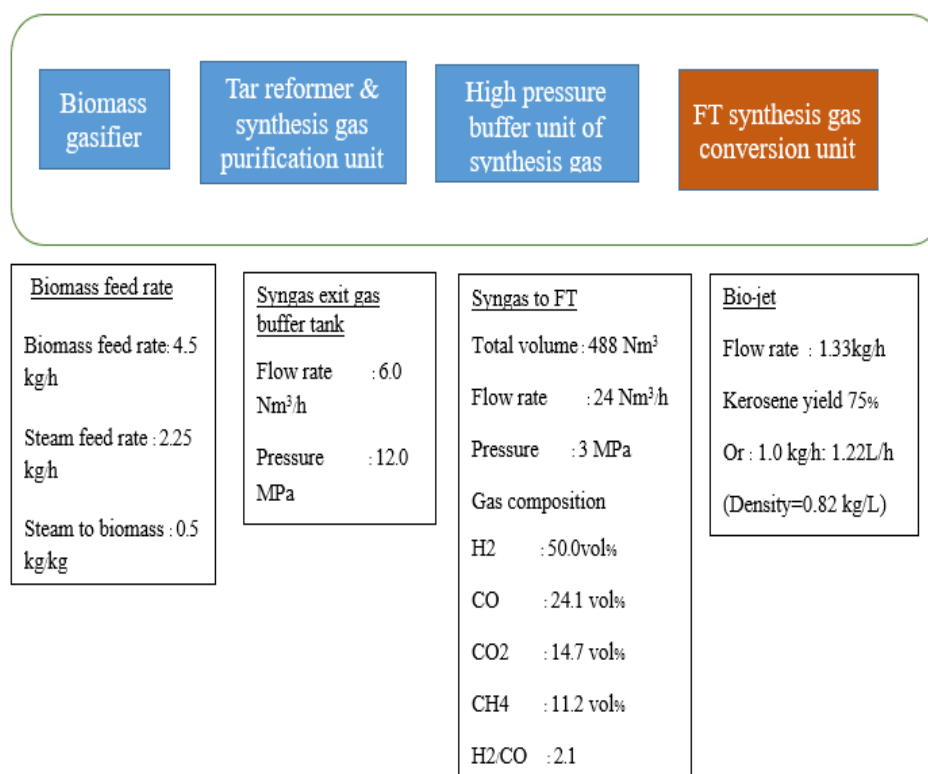 Biomass
gasifier
Tar reformer &
synthesis gas
purification unit
High pressure
buffer unit of
synthesis gas
FT synthesis gas
conversion unit
Biomass feed rate
Biomass feed rate: 4.5
kg/h
Steam feed rate : 2.25
kg/h
Steam to biomass : 0.5
kg/kg
Syngas exit gas
buffer tank
Flow rate : 6.0
Nm³/h
Pressure : 12.0
MPa
Syngas to FT
Total volume : 488 Nm³
Flow rate : 24 Nm³/h
Pressure : 3 MPa
Gas composition
H2 : 50.0vol%
CO : 24.1 vol%
CO2 : 14.7 vol%
CH4 : 11.2 vol%
H2/CO : 2.1
Bio-jet
Flow rate : 1.33kg/h
Kerosene yield 75%
Or : 1.0 kg/h: 1.22L/h
(Density=0.82 kg/L)